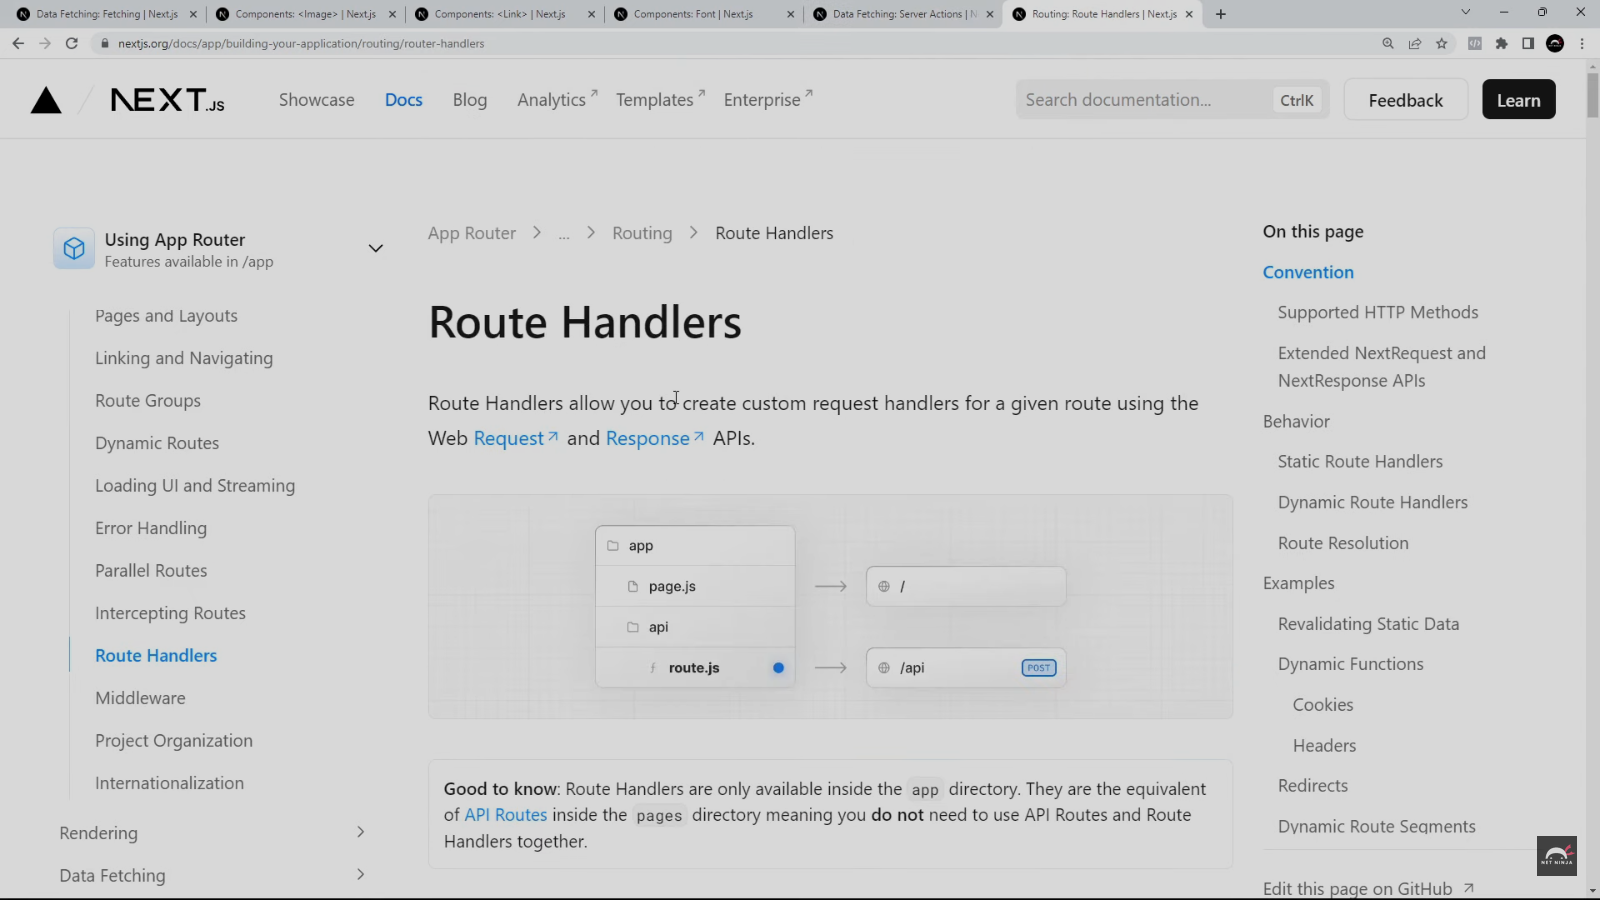 Data Fetching: Fetching | Next.js
Components: <Image> | Next.js
Components: <Link> | Next.js
Components: Font | Next.js
Data Fetching: Server Actions | N
Routing: Route Handlers | Next.js
nextjs.org/docs/app/building-your-application/routing/router-handlers
NEXT.JS
Showcase
Docs
Blog
Analytics
Templates
Enterprise
Search documentation...
CtrlK
Feedback
Learn
Using App Router
Features available in /app
Pages and Layouts
Linking and Navigating
Route Groups
Dynamic Routes
Loading UI and Streaming
Error Handling
Parallel Routes
Intercepting Routes
Route Handlers
Middleware
Project Organization
Internationalization
Rendering
Data Fetching
App Router > ... > Routing > Route Handlers
Route Handlers
Route Handlers allow you to create custom request handlers for a given route using the
Web Request and Response APIs.
app
page.js
/
api
route.js
/api
POST
Good to know: Route Handlers are only available inside the app directory. They are the equivalent
of API Routes inside the pages directory meaning you do not need to use API Routes and Route
Handlers together.
On this page
Convention
Supported HTTP Methods
Extended NextRequest and
NextResponse APIs
Behavior
Static Route Handlers
Dynamic Route Handlers
Route Resolution
Examples
Revalidating Static Data
Dynamic Functions
Cookies
Headers
Redirects
Dynamic Route Segments
Edit this page on GitHub
NET NINJA